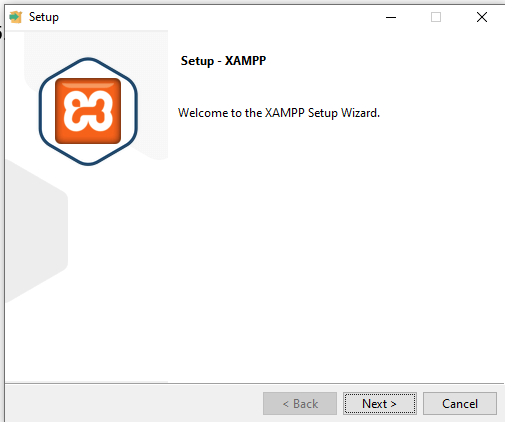 Setup
Setup - XAMPP
Welcome to the XAMPP Setup Wizard.
< Back
Next >
Cancel